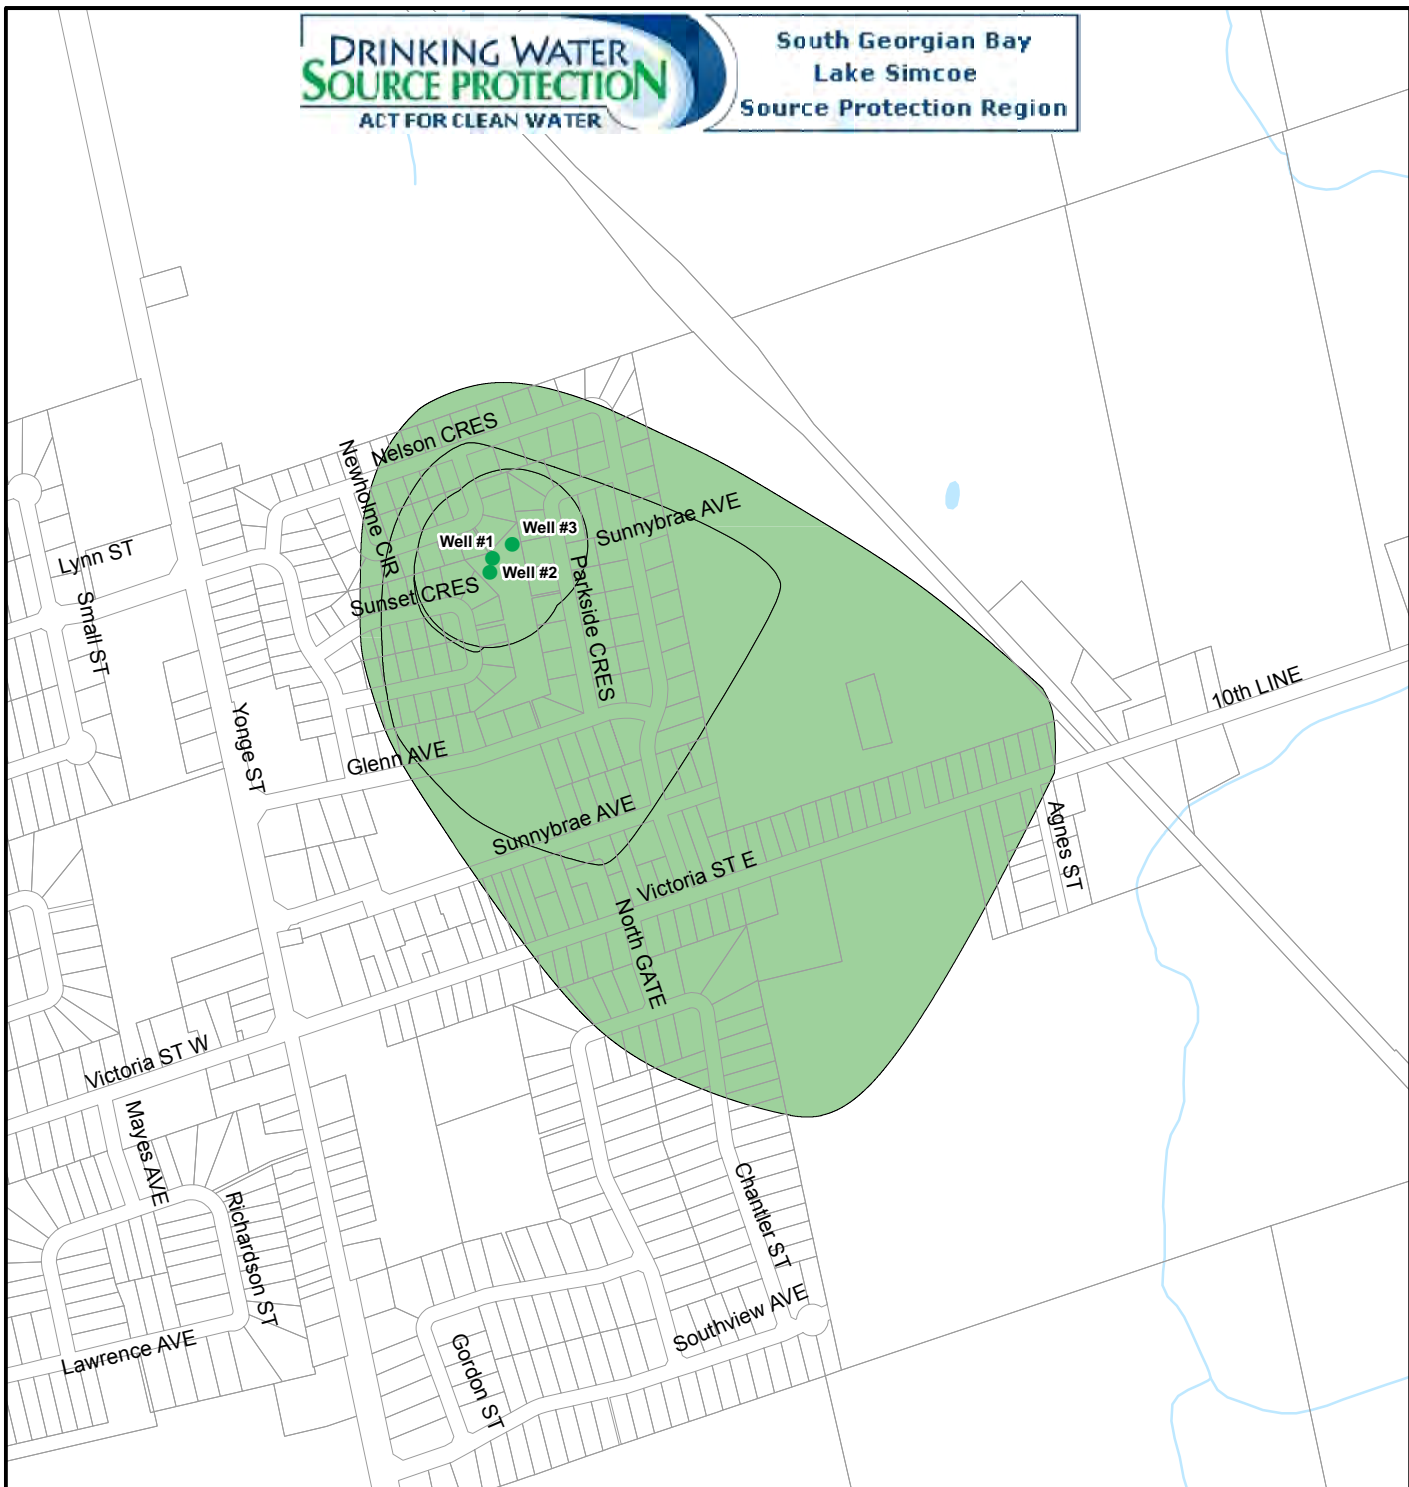 DRINKING WATER
SOURCE PROTECTION
ACT FOR CLEAN WATER
South Georgian Bay
Lake Simcoe
Source Protection Region
Nelson CRES
Newholme CIR
Sunnybrae AVE
Well #3
Well #1
Well #2
Lynn ST
Sunset CRES
Parkside CRES
Small ST
10th LINE
Yonge ST
Glenn AVE
Sunnybrae AVE
Agnes ST
Victoria ST E
North GATE
Victoria ST W
Mayes AVE
Richardson ST
Chantler ST
Southview AVE
Lawrence AVE
Gordon ST